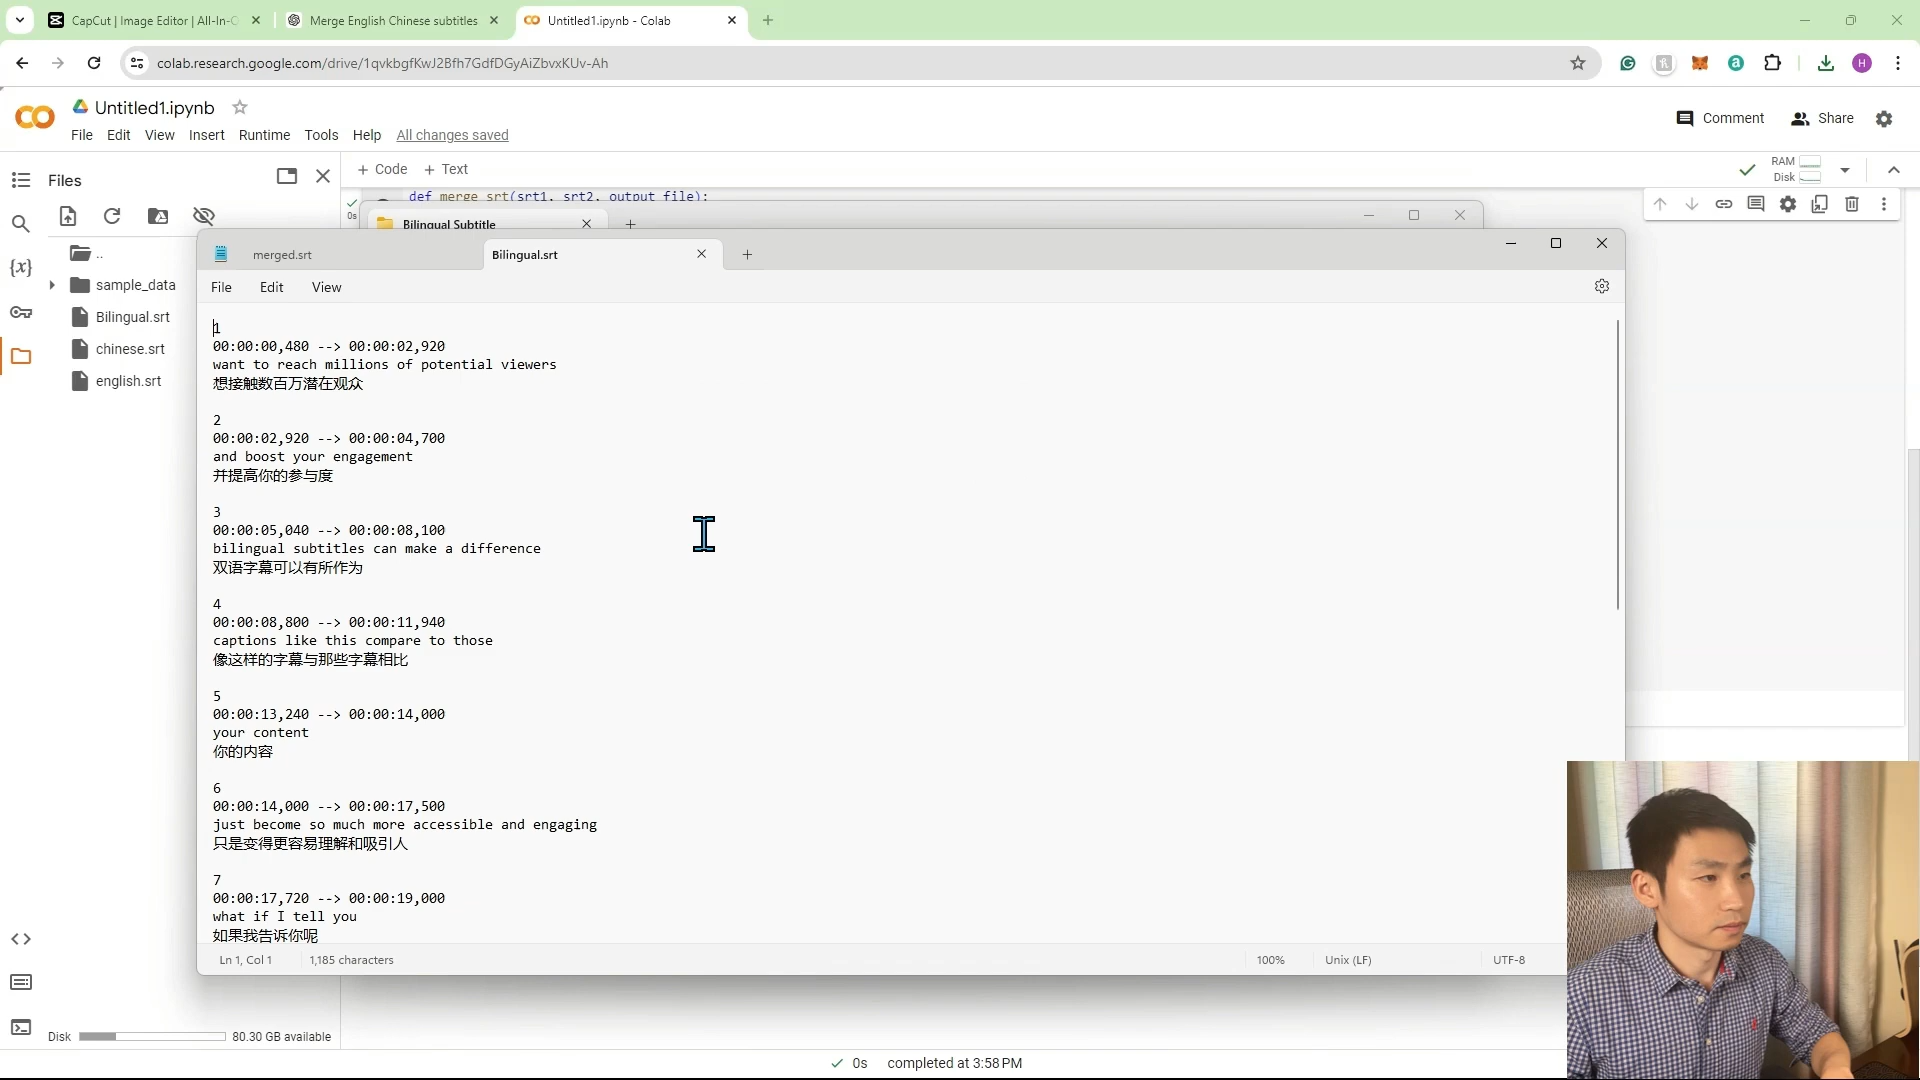 CapCut | Image Editor | All-In-
Merge English Chinese subtitles
Untitled1.ipynb - Colab
colab.research.google.com/drive/1qvkbgfKwJ2Bfh7GdfDGyAiZbvxKUv-Ah
H
Untitled1.ipynb
File Edit View Insert Runtime Tools Help All changes saved
Comment
Share
Files
+ Code + Text
RAM
Disk
def merge_srt(srt1, srt2, output_file):
0s
Bilingual Subtitle
..
sample_data
Bilingual.srt
chinese.srt
english.srt
merged.srt
Bilingual.srt
File Edit View
1
00:00:00,480 --> 00:00:02,920
want to reach millions of potential viewers
想接触数百万潜在观众
2
00:00:02,920 --> 00:00:04,700
and boost your engagement
并提高你的参与度
3
00:00:05,040 --> 00:00:08,100
bilingual subtitles can make a difference
双语字幕可以有所作为
4
00:00:08,800 --> 00:00:11,940
captions like this compare to those
像这样的字幕与那些字幕相比
5
00:00:13,240 --> 00:00:14,000
your content
你的内容
6
00:00:14,000 --> 00:00:17,500
just become so much more accessible and engaging
只是变得更容易理解和吸引人
7
00:00:17,720 --> 00:00:19,000
what if I tell you
如果我告诉你呢
Ln 1, Col 1
1,185 characters
100%
Unix (LF)
UTF-8
Disk
80.30 GB available
0s completed at 3:58 PM